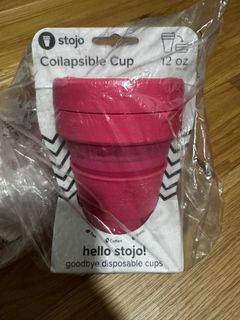 stojo
Collapsible Cup
12 oz
hello stojo!
goodbye disposable cups